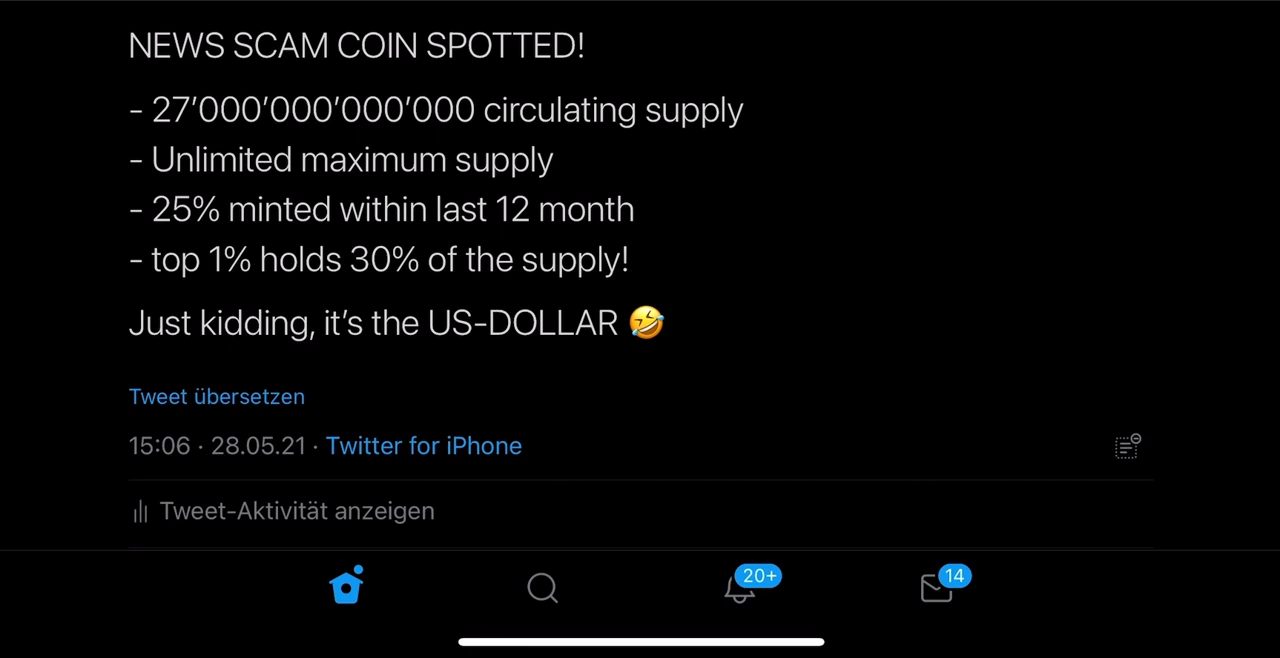 NEWS SCAM COIN SPOTTED!
- 27’000’000’000’000 circulating supply
- Unlimited maximum supply
- 25% minted within last 12 month
- top 1% holds 30% of the supply!
Just kidding, it’s the US-DOLLAR 🤣
Tweet übersetzen
15:06 · 28.05.21 · Twitter for iPhone
Tweet-Aktivität anzeigen
20+
14